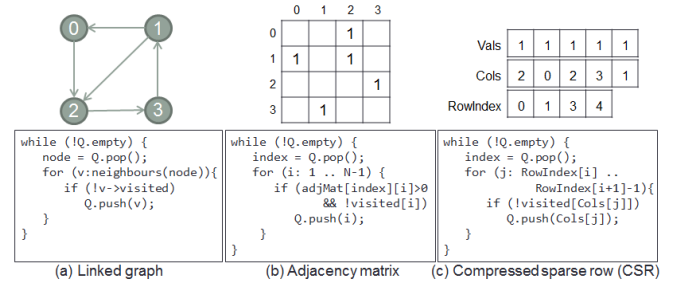 0
1
2
3
while (!Q.empty) {
node = Q.pop();
for (v:neighbours(node)){
if (!v->visited)
Q.push(v);
}
}
(a) Linked graph
0 1 2 3
0 1
1 1 1
2 1
3 1
while (!Q.empty) {
index = Q.pop();
for (i: 1 .. N-1) {
if (adjMat[index][i]>0
&& !visited[i])
Q.push(i);
}
}
(b) Adjacency matrix
Vals 1 1 1 1 1
Cols 2 0 2 3 1
RowIndex 0 1 3 4
while (!Q.empty) {
index = Q.pop();
for (j: RowIndex[i] ..
RowIndex[i+1]-1){
if (!visited[Cols[j]])
Q.push(Cols[j]);
}
}
(c) Compressed sparse row (CSR)